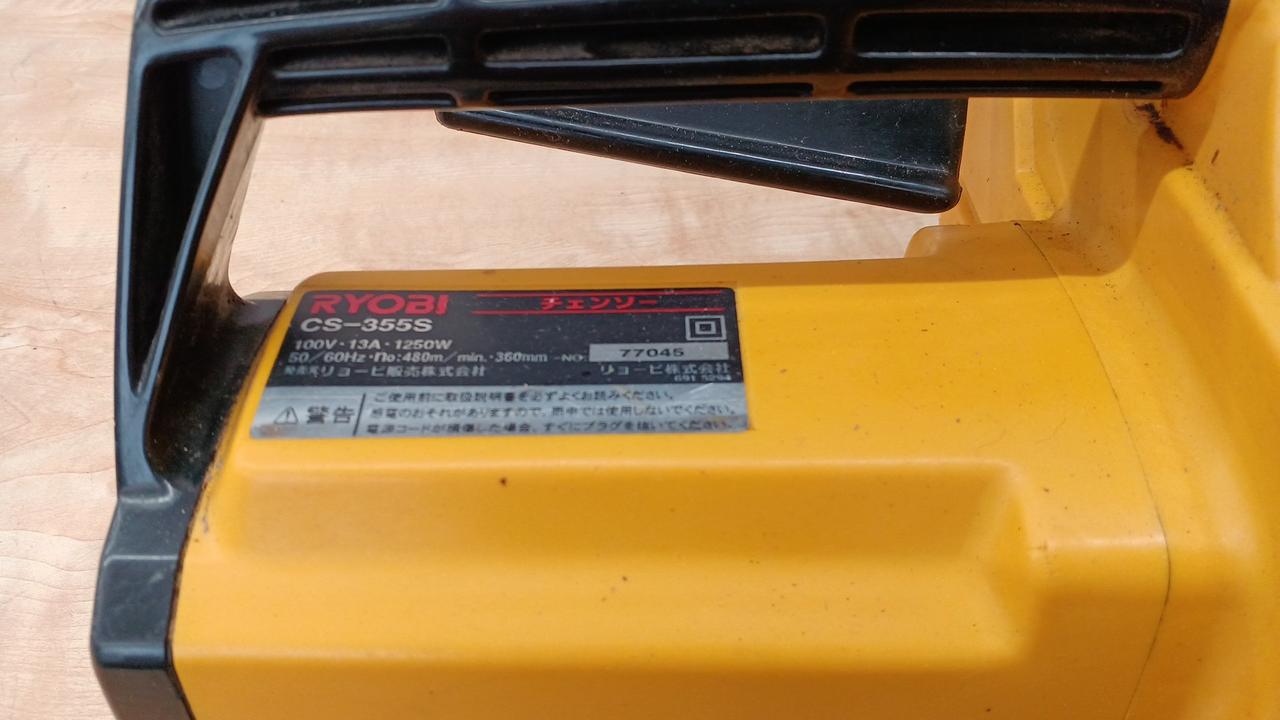 RYOBI チェンソー
CS-355S
100V・13A・1250W
50/60Hz・no:480m/min.・360mm -NO. 77045
発売元 リョービ販売株式会社 リョービ株式会社
691 5294
警告
ご使用前に取扱説明書を必ずよくお読みください。
感電のおそれがありますので、雨中では使用しないでください。
電源コードが損傷した場合、すぐにプラグを抜いてください。